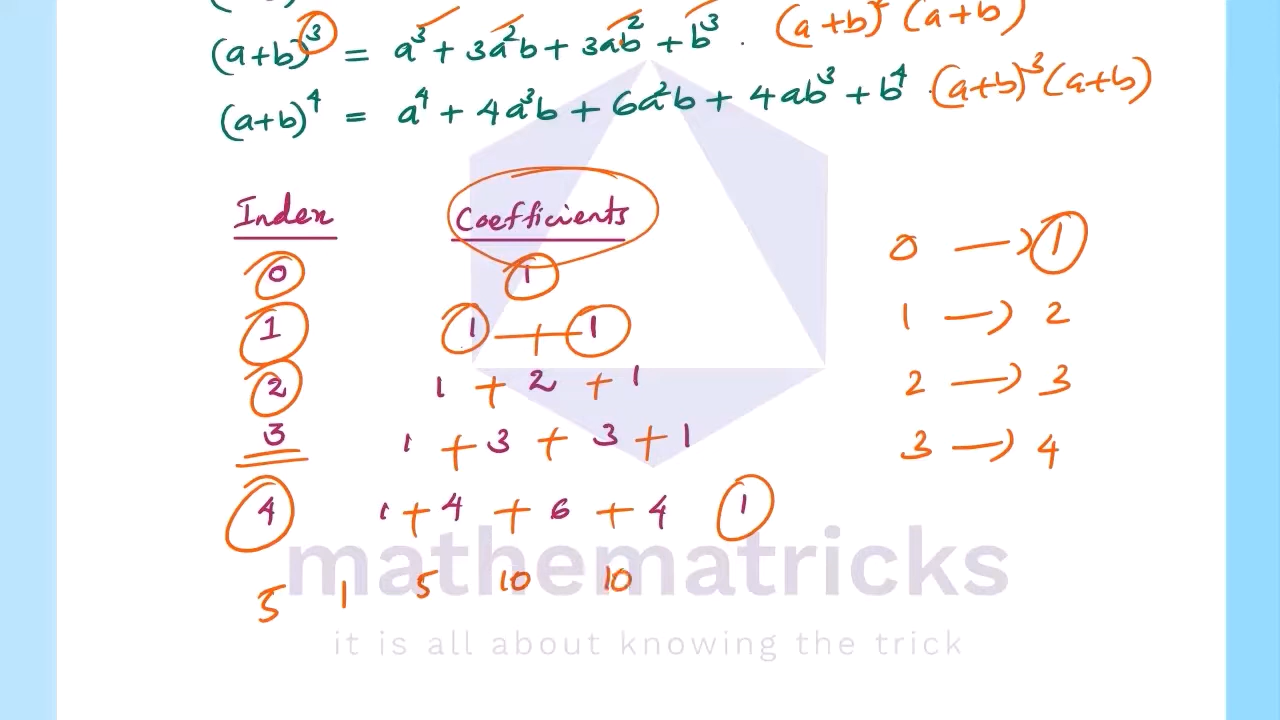 (a+b)³ = a³ + 3a²b + 3ab² + b³ . (a+b)² (a+b)
(a+b)⁴ = a⁴ + 4a³b + 6a²b + 4ab³ + b⁴ . (a+b)³ (a+b)
Index Coefficients
0 1 0 → 1
1 1 + 1 1 → 2
2 1 + 2 + 1 2 → 3
3 1 + 3 + 3 + 1 3 → 4
4 1 + 4 + 6 + 4 1
mathematricks
5 1 5 10 10
it is all about knowing the trick